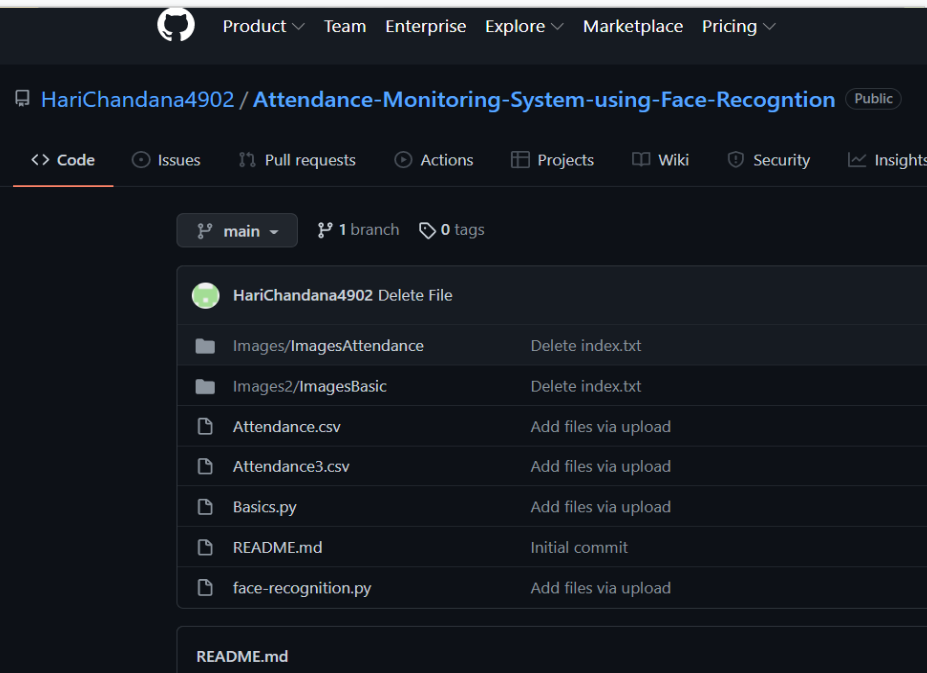 Product Team Enterprise Explore Marketplace Pricing
HariChandana4902 / Attendance-Monitoring-System-using-Face-Recogntion Public
<> Code Issues Pull requests Actions Projects Wiki Security Insights
main 1 branch 0 tags
HariChandana4902 Delete File
Images/ImagesAttendance Delete index.txt
Images2/ImagesBasic Delete index.txt
Attendance.csv Add files via upload
Attendance3.csv Add files via upload
Basics.py Add files via upload
README.md Initial commit
face-recognition.py Add files via upload
README.md